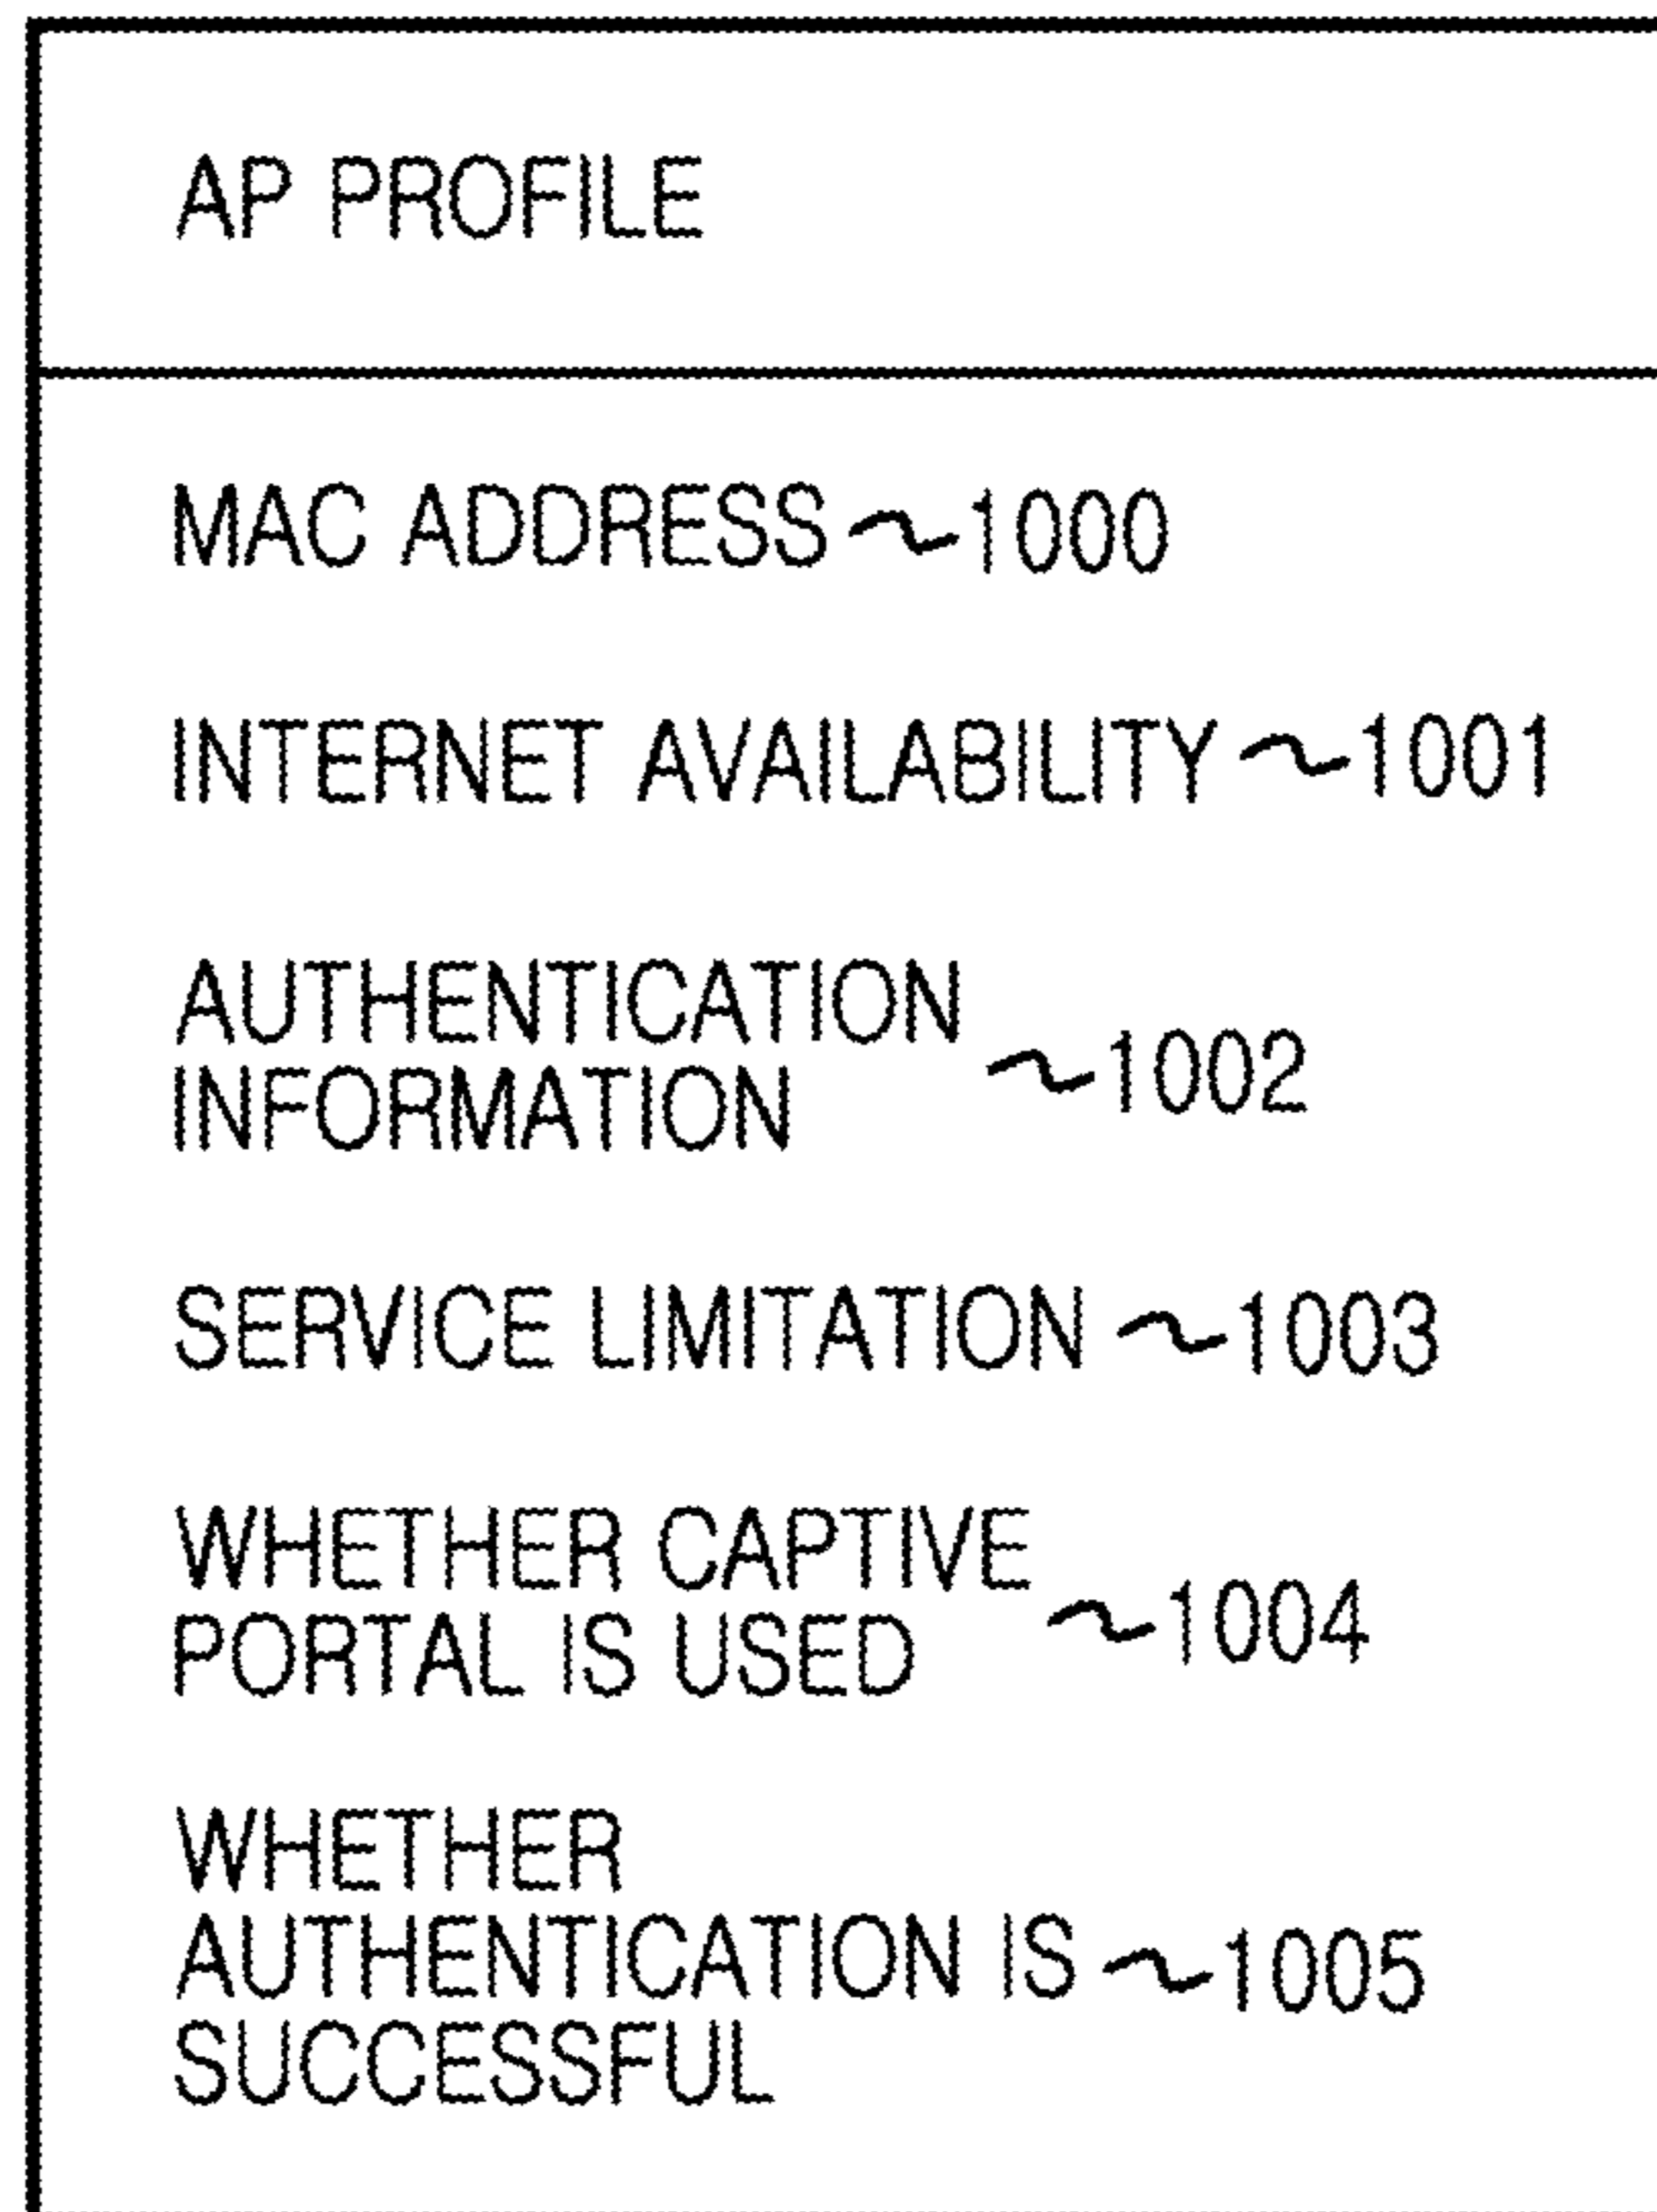 AP PROFILE
MAC ADDRESS ~1000
INTERNET AVAILABILITY ~1001
AUTHENTICATION
INFORMATION ~1002
SERVICE LIMITATION ~1003
WHETHER CAPTIVE
PORTAL IS USED ~1004
WHETHER
AUTHENTICATION IS ~1005
SUCCESSFUL